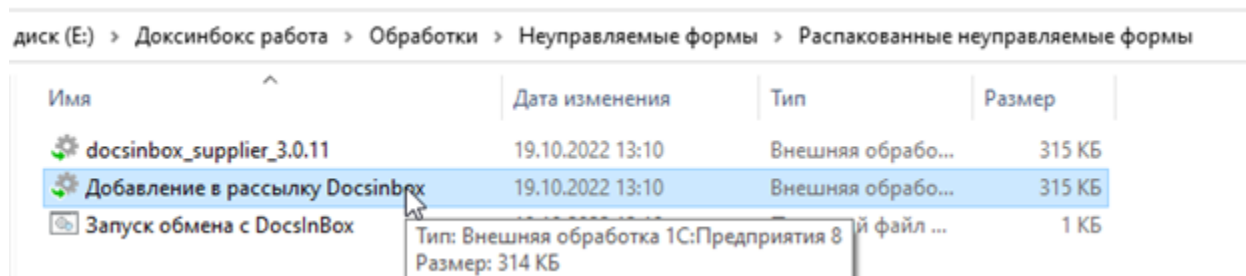 диск (E:) > Доксинбокс работа > Обработки > Неуправляемые формы > Распакованные неуправляемые формы
Имя Дата изменения Тип Размер
docsinbox_supplier_3.0.11 19.10.2022 13:10 Внешняя обрабо... 315 КБ
Добавление в рассылку Docsinbox 19.10.2022 13:10 Внешняя обрабо... 315 КБ
Запуск обмена с DocsInBox й файл ... 1 КБ
Тип: Внешняя обработка 1С:Предприятия 8
Размер: 314 КБ